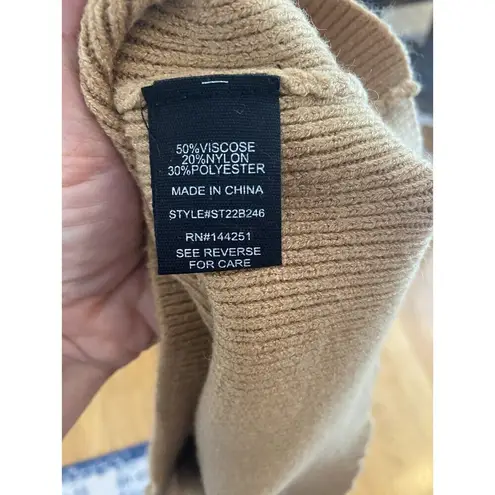 50%VISCOSE
20%NYLON
30%POLYESTER
MADE IN CHINA
STYLE#ST22B246
RN#144251
SEE REVERSE
FOR CARE